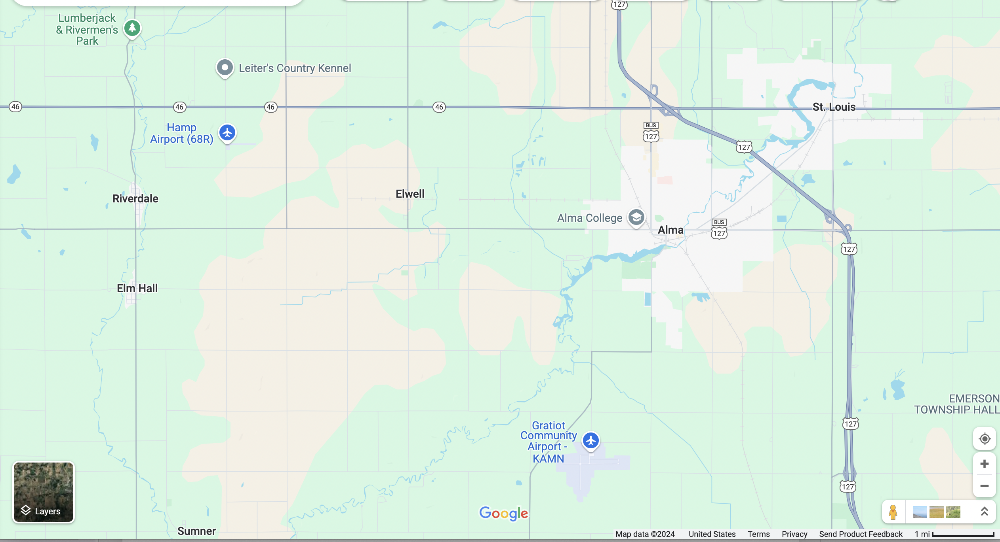 127
Lumberjack
& Rivermen's
Park
Leiter's Country Kennel
46
46
46
46
St. Louis
Hamp
Airport (68R)
BUS
127
127
Riverdale
Elwell
Alma College
Alma
BUS
127
127
Elm Hall
EMERSON
TOWNSHIP HALL
127
Gratiot
Community
Airport -
KAMN
127
Layers
Google
Sumner
Map data ©2024 United States Terms Privacy Send Product Feedback 1 mi